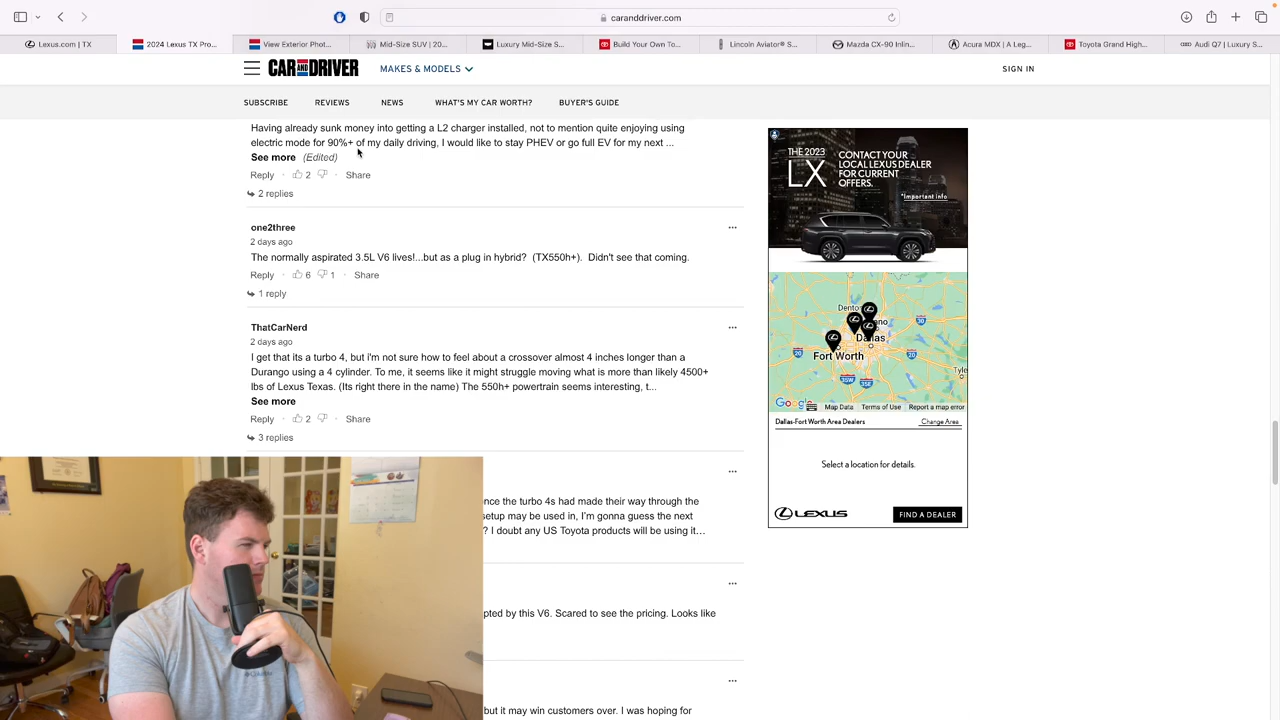 caranddriver.com
Lexus.com | TX
2024 Lexus TX Pro...
View Exterior Phot...
Mid-Size SUV | 20...
Luxury Mid-Size S...
Build Your Own To...
Lincoln Aviator® S...
Mazda CX-90 Inlin...
Acura MDX | A Leg...
Toyota Grand High...
Audi Q7 | Luxury S...
CAR AND DRIVER
MAKES & MODELS
SIGN IN
SUBSCRIBE
REVIEWS
NEWS
WHAT'S MY CAR WORTH?
BUYER'S GUIDE
Having already sunk money into getting a L2 charger installed, not to mention quite enjoying using
electric mode for 90%+ of my daily driving, I would like to stay PHEV or go full EV for my next ...
See more (Edited)
Reply · 2 · Share
2 replies
one2three
2 days ago
The normally aspirated 3.5L V6 lives!...but as a plug in hybrid? (TX550h+). Didn't see that coming.
Reply · 6 1 · Share
1 reply
ThatCarNerd
2 days ago
I get that its a turbo 4, but i'm not sure how to feel about a crossover almost 4 inches longer than a
Durango using a 4 cylinder. To me, it seems like it might struggle moving what is more than likely 4500+
lbs of Lexus Texas. (Its right there in the name) The 550h+ powertrain seems interesting, t...
See more
Reply · 2 · Share
3 replies
nce the turbo 4s had made their way through the
setup may be used in, I'm gonna guess the next
? I doubt any US Toyota products will be using it...
pted by this V6. Scared to see the pricing. Looks like
but it may win customers over. I was hoping for
THE 2023
LX
CONTACT YOUR
LOCAL LEXUS DEALER
FOR CURRENT
OFFERS.
*Important info
Dento
ano
Dallas
Fort Worth
Tyle
20
30
20
35W
35E
Google
Map Data
Terms of Use
Report a map error
Dallas-Fort Worth Area Dealers
Change Area
Select a location for details.
LEXUS
FIND A DEALER